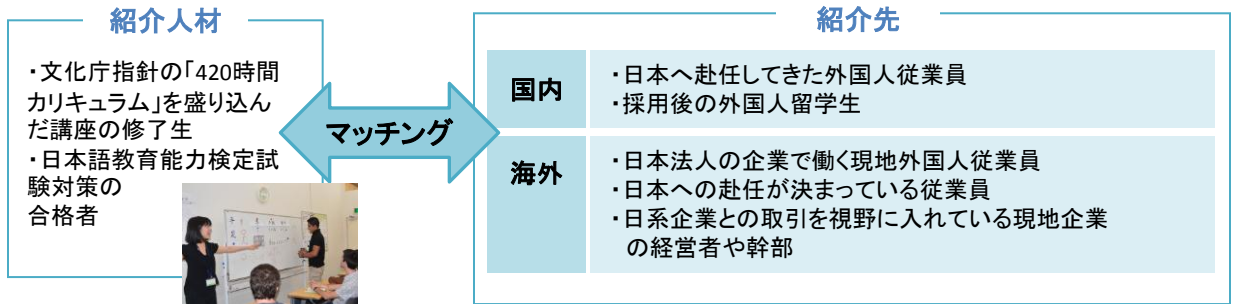 紹介人材
・文化庁指針の「420時間
カリキュラム」を盛り込ん
だ講座の修了生
・日本語教育能力検定試
験対策の
合格者
マッチング
紹介先
国内
・日本へ赴任してきた外国人従業員
・採用後の外国人留学生
海外
・日本法人の企業で働く現地外国人従業員
・日本への赴任が決まっている従業員
・日系企業との取引を視野に入れている現地企業
の経営者や幹部